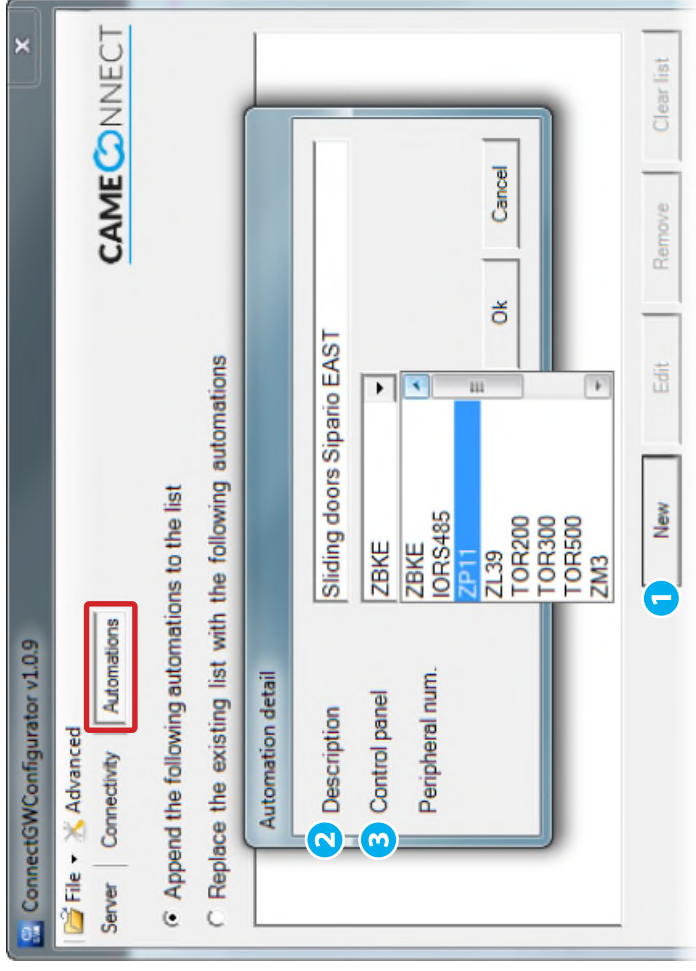 ConnectGWConfigurator v1.0.9
x
File Advanced
Server Connectivity Automations
CAMECONNECT
Append the following automations to the list
Replace the existing list with the following automations
Automation detail
2 Description Sliding doors Sipario EAST
3 Control panel ZBKE
Peripheral num.
ZBKE
IORS485
ZP11
ZL39
TOR200
TOR300
TOR500
ZM3
Ok Cancel
1 New Edit Remove Clear list